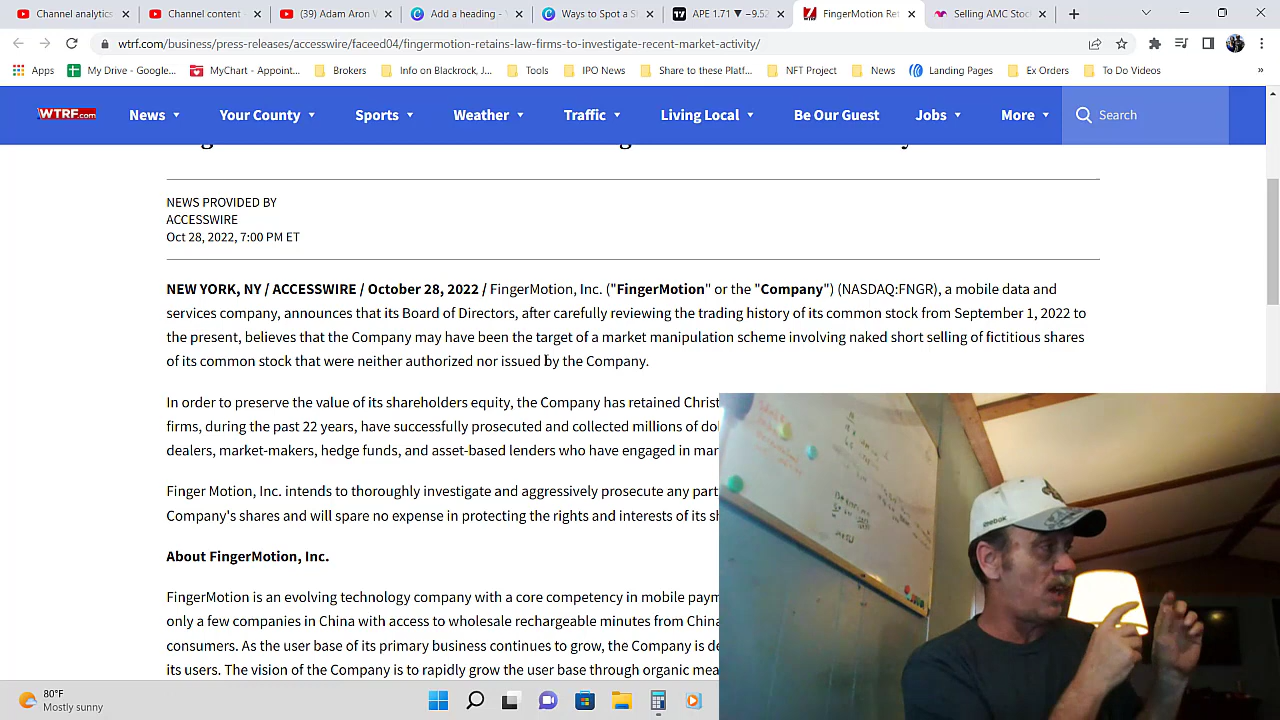 Channel analytics
Channel content -
(39) Adam Aron W
Add a heading - Y
Ways to Spot a S
APE 1.71 ▼ −9.52
FingerMotion Ret
Selling AMC Stoc
wtrf.com/business/press-releases/accesswire/faceed04/fingermotion-retains-law-firms-to-investigate-recent-market-activity/
Apps
My Drive - Google...
MyChart - Appoint...
Brokers
Info on Blackrock, J...
Tools
IPO News
Share to these Platf...
NFT Project
News
Landing Pages
Ex Orders
To Do Videos
»
WTRF.com
News
Your County
Sports
Weather
Traffic
Living Local
Be Our Guest
Jobs
More
Search
NEWS PROVIDED BY
ACCESSWIRE
Oct 28, 2022, 7:00 PM ET
NEW YORK, NY / ACCESSWIRE / October 28, 2022 / FingerMotion, Inc. ("FingerMotion" or the "Company") (NASDAQ:FNGR), a mobile data and
services company, announces that its Board of Directors, after carefully reviewing the trading history of its common stock from September 1, 2022 to
the present, believes that the Company may have been the target of a market manipulation scheme involving naked short selling of fictitious shares
of its common stock that were neither authorized nor issued by the Company.
In order to preserve the value of its shareholders equity, the Company has retained Christ
firms, during the past 22 years, have successfully prosecuted and collected millions of dol
dealers, market-makers, hedge funds, and asset-based lenders who have engaged in mar
Finger Motion, Inc. intends to thoroughly investigate and aggressively prosecute any part
Company's shares and will spare no expense in protecting the rights and interests of its sh
About FingerMotion, Inc.
FingerMotion is an evolving technology company with a core competency in mobile paym
only a few companies in China with access to wholesale rechargeable minutes from China
consumers. As the user base of its primary business continues to grow, the Company is de
its users. The vision of the Company is to rapidly grow the user base through organic mea
Reebok
80°F
Mostly sunny